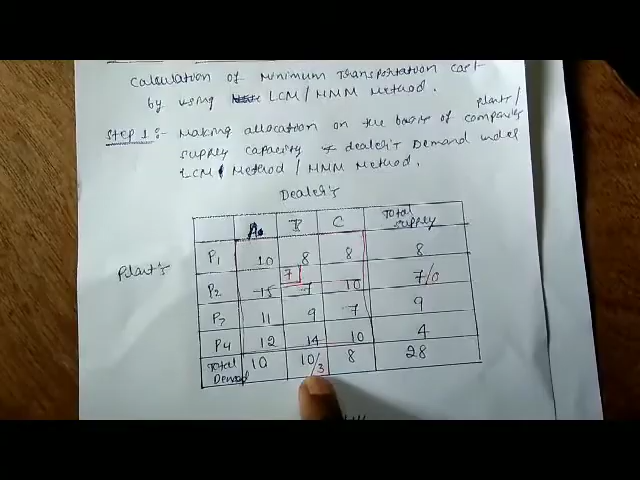 Calculation of Minimum Transportation cost
by using LCM / MMM Method.
Step 1:- Making allocation on the basis of companies plants/
supply capacity & dealer's Demand under
LCM Method / MMM Method.
Dealer's
A B C Total supply
Plant's
P1 10 8 8 8
7
P2 15 7 10 7/0
P3 11 9 7 9
P4 12 14 10 4
Total Demand 10 10/3 8 28